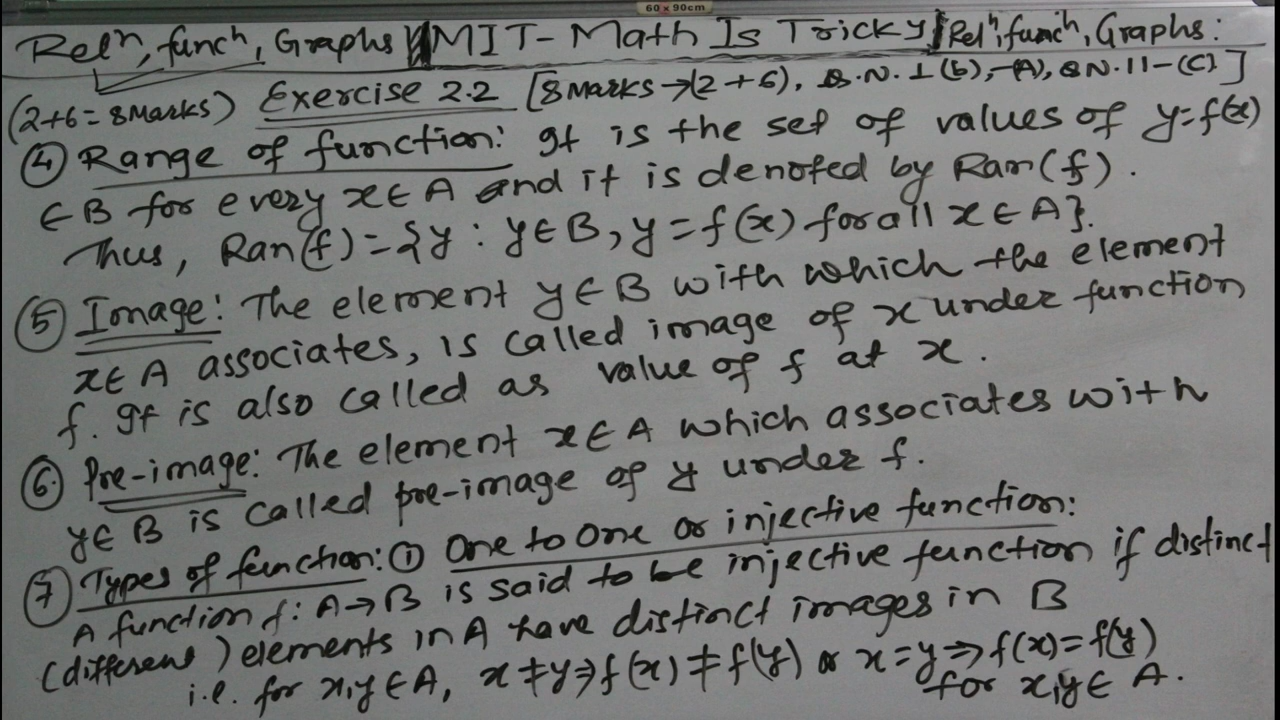 60 x 90cm
Relⁿ, funcⁿ, Graphs MIT- Math Is Tricky Relⁿ, funcⁿ, Graphs:
(2+6=8Marks) Exercise 2.2 [8Marks→(2+6), Q.N.1(b),-(A), Q.N.11-(C)]
④ Range of function: It is the set of values of y=f(x)
∈B for every x∈A and it is denoted by Ran(f).
Thus, Ran(f)={y : y∈B, y=f(x) for all x∈A}.
⑤ Image: The element y∈B with which the element
x∈A associates, is called image of x under function
f. It is also called as value of f at x.
⑥ Pre-image: The element x∈A which associates with
y∈B is called pre-image of y under f.
⑦ Types of function: ① One to one or injective function:
A function f: A→B is said to be injective function if distinct
(different) elements in A have distinct images in B
i.e. for x,y∈A, x≠y⇒f(x)≠f(y) or x=y⇒f(x)=f(y)
for x,y∈A.